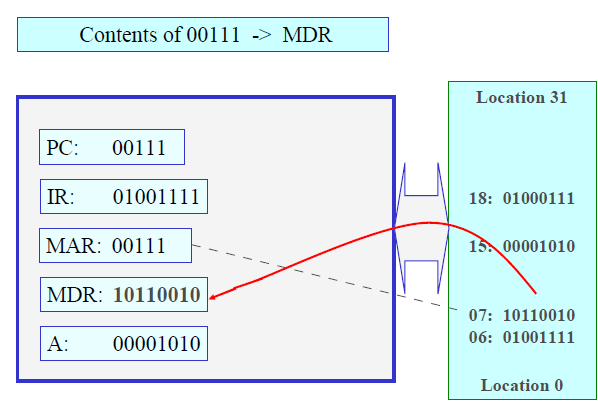 Contents of 00111 -> MDR
PC: 00111
IR: 01001111
MAR: 00111
MDR: 10110010
A: 00001010
Location 31
18: 01000111
15: 00001010
07: 10110010
06: 01001111
Location 0